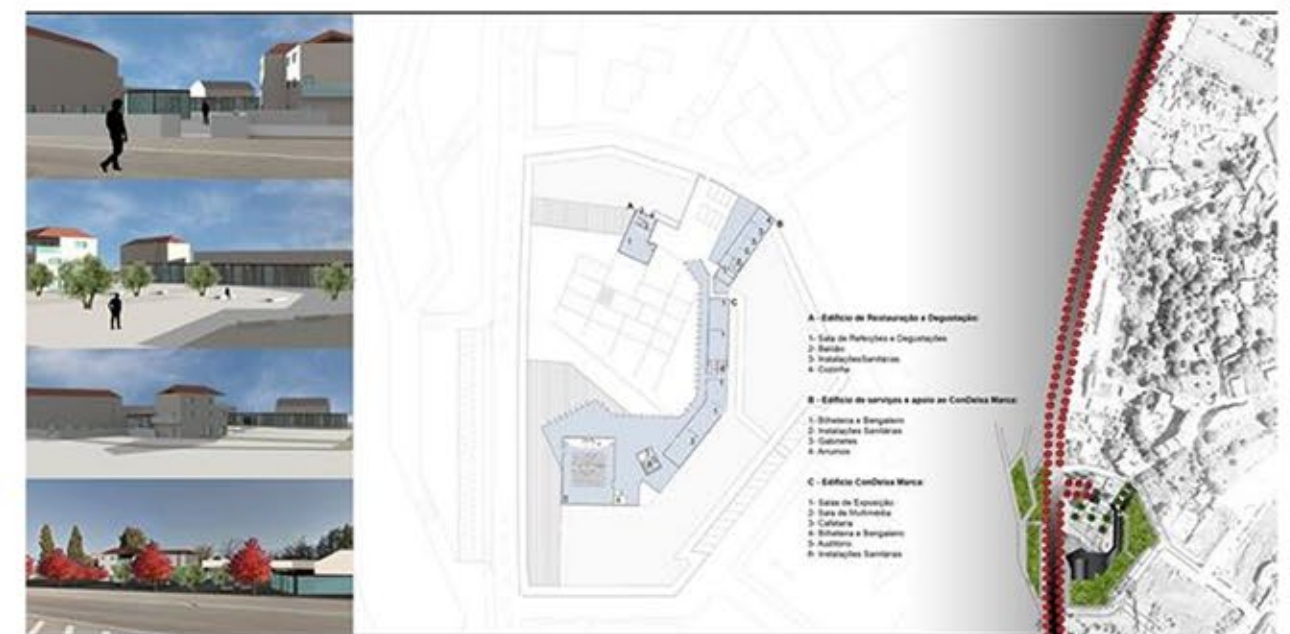 A - Edifício de Restauração e Degustação:
1- Sala de Refeições e Degustações
2- Balcão
3- InstalaçõesSanitárias
4- Cozinha
B - Edifício de serviços e apoio ao ConDeixa Marca:
1- Bilheteira e Bengaleiro
2- Instalações Sanitárias
3- Gabinetes
4- Arrumos
C - Edifício ConDeixa Marca:
1- Salas de Exposição
2- Sala de Multimédia
3- Cafetaria
4- Bilheteira e Bengaleiro
5- Auditório
6- Instalações Sanitárias
A
B
C